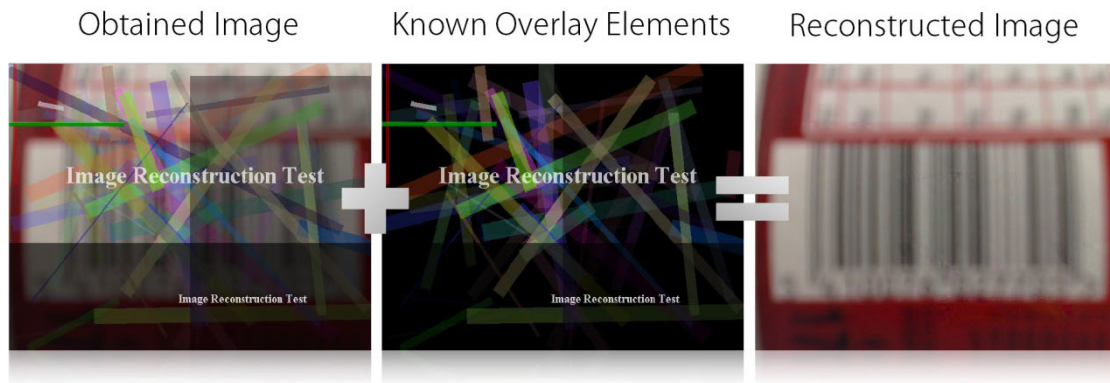 Obtained Image
Known Overlay Elements
Reconstructed Image
Image Reconstruction Test
Image Reconstruction Test
Image Reconstruction Test
Image Reconstruction Test